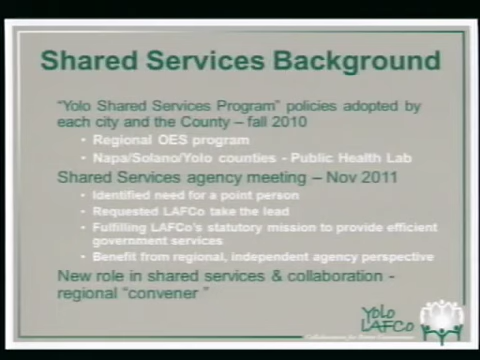 Shared Services Background
"Yolo Shared Services Program" policies adopted by
each city and the County – fall 2010
• Regional OES program
• Napa/Solano/Yolo counties - Public Health Lab
Shared Services agency meeting – Nov 2011
• Identified need for a point person
• Requested LAFCo take the lead
• Fulfilling LAFCo's statutory mission to provide efficient
government services
• Benefit from regional, independent agency perspective
New role in shared services & collaboration -
regional "convener "
Yolo
LAFCo